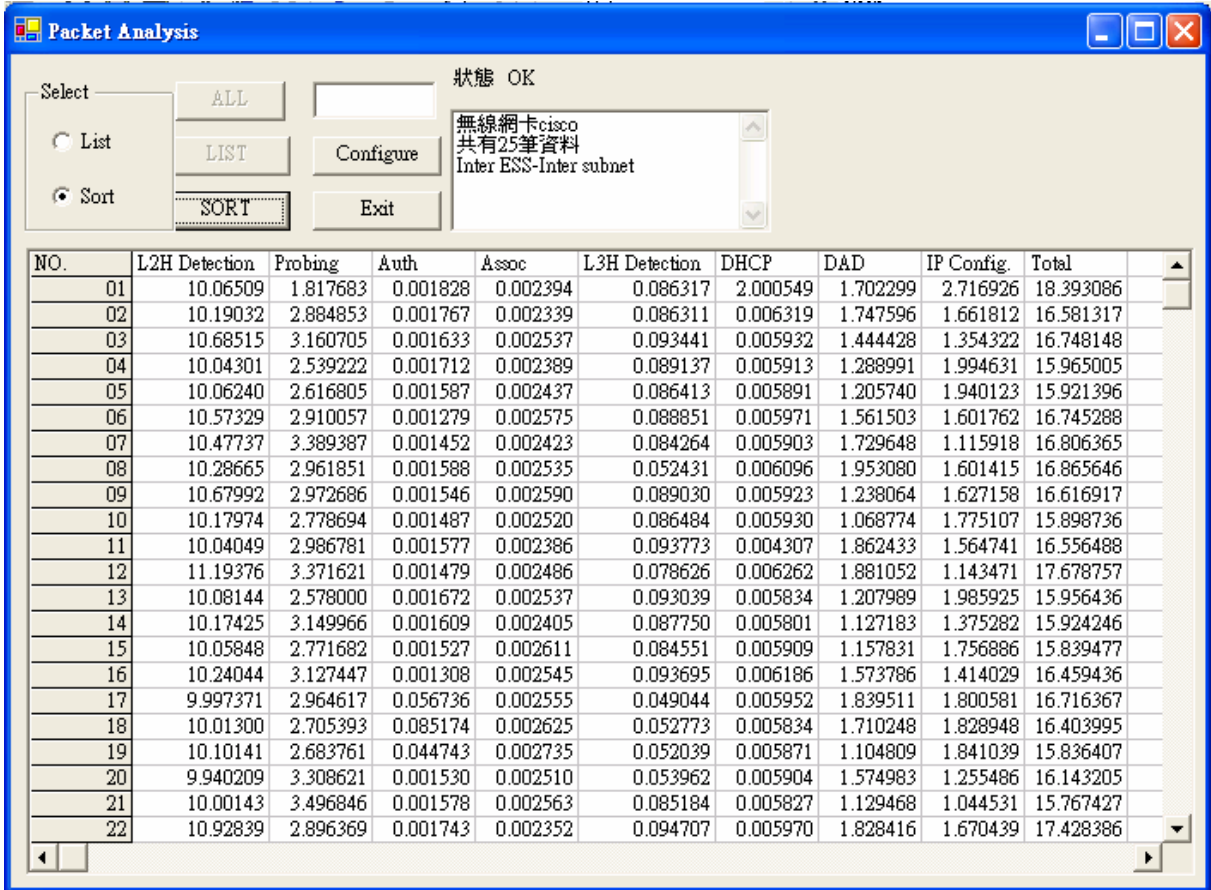 Packet Analysis
Select
List
Sort
ALL
LIST
SORT
Configure
Exit
狀態 OK
無線網卡cisco
共有25筆資料
Inter ESS-Inter subnet
NO. L2H Detection Probing Auth Assoc L3H Detection DHCP DAD IP Config. Total
01 10.06509 1.817683 0.001828 0.002394 0.086317 2.000549 1.702299 2.716926 18.393086
02 10.19032 2.884853 0.001767 0.002339 0.086311 0.006319 1.747596 1.661812 16.581317
03 10.68515 3.160705 0.001633 0.002537 0.093441 0.005932 1.444428 1.354322 16.748148
04 10.04301 2.539222 0.001712 0.002389 0.089137 0.005913 1.288991 1.994631 15.965005
05 10.06240 2.616805 0.001587 0.002437 0.086413 0.005891 1.205740 1.940123 15.921396
06 10.57329 2.910057 0.001279 0.002575 0.088851 0.005971 1.561503 1.601762 16.745288
07 10.47737 3.389387 0.001452 0.002423 0.084264 0.005903 1.729648 1.115918 16.806365
08 10.28665 2.961851 0.001588 0.002535 0.052431 0.006096 1.953080 1.601415 16.865646
09 10.67992 2.972686 0.001546 0.002590 0.089030 0.005923 1.238064 1.627158 16.616917
10 10.17974 2.778694 0.001487 0.002520 0.086484 0.005930 1.068774 1.775107 15.898736
11 10.04049 2.986781 0.001577 0.002386 0.093773 0.004307 1.862433 1.564741 16.556488
12 11.19376 3.371621 0.001479 0.002486 0.078626 0.006262 1.881052 1.143471 17.678757
13 10.08144 2.578000 0.001672 0.002537 0.093039 0.005834 1.207989 1.985925 15.956436
14 10.17425 3.149966 0.001609 0.002405 0.087750 0.005801 1.127183 1.375282 15.924246
15 10.05848 2.771682 0.001527 0.002611 0.084551 0.005909 1.157831 1.756886 15.839477
16 10.24044 3.127447 0.001308 0.002545 0.093695 0.006186 1.573786 1.414029 16.459436
17 9.997371 2.964617 0.056736 0.002555 0.049044 0.005952 1.839511 1.800581 16.716367
18 10.01300 2.705393 0.085174 0.002625 0.052773 0.005834 1.710248 1.828948 16.403995
19 10.10141 2.683761 0.044743 0.002735 0.052039 0.005871 1.104809 1.841039 15.836407
20 9.940209 3.308621 0.001530 0.002510 0.053962 0.005904 1.574983 1.255486 16.143205
21 10.00143 3.496846 0.001578 0.002563 0.085184 0.005827 1.129468 1.044531 15.767427
22 10.92839 2.896369 0.001743 0.002352 0.094707 0.005970 1.828416 1.670439 17.428386